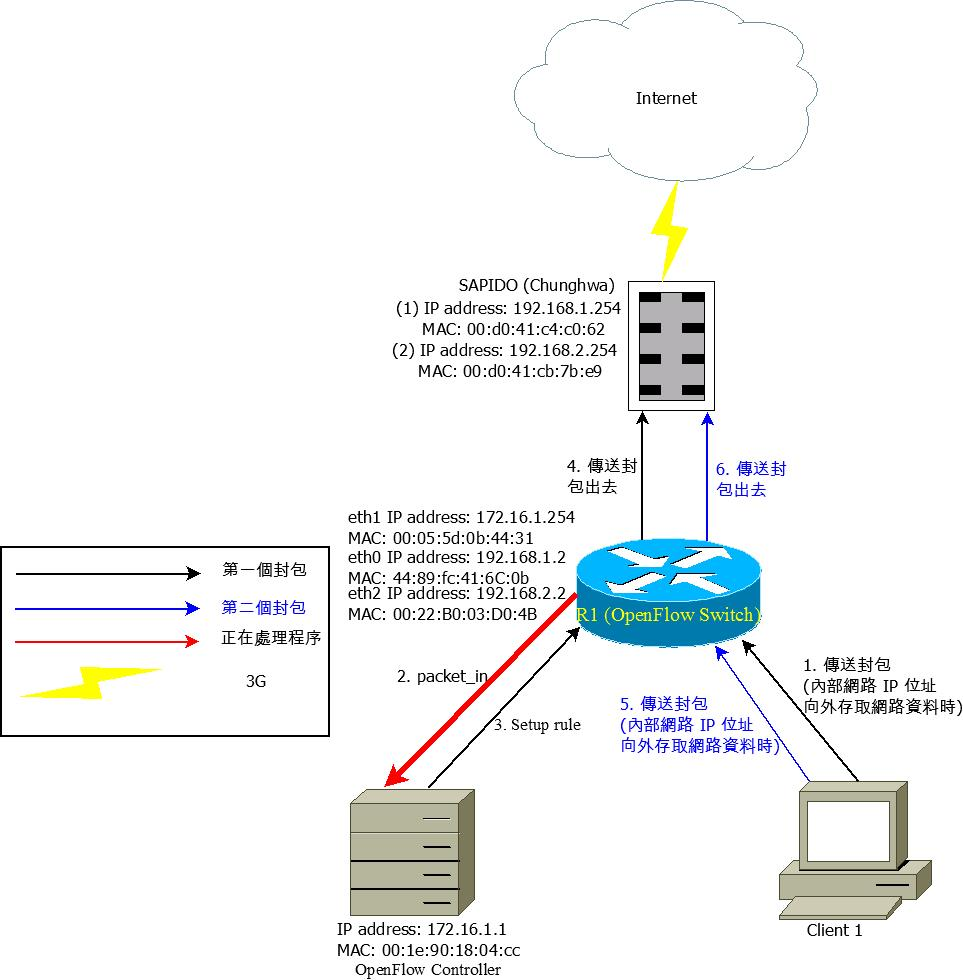 Internet
SAPIDO (Chunghwa)
(1) IP address: 192.168.1.254
MAC: 00:d0:41:c4:c0:62
(2) IP address: 192.168.2.254
MAC: 00:d0:41:cb:7b:e9
4. 傳送封
包出去
6. 傳送封
包出去
eth1 IP address: 172.16.1.254
MAC: 00:05:5d:0b:44:31
eth0 IP address: 192.168.1.2
MAC: 44:89:fc:41:6C:0b
eth2 IP address: 192.168.2.2
MAC: 00:22:B0:03:D0:4B
R1 (OpenFlow Switch)
第一個封包
第二個封包
正在處理程序
3G
2. packet_in
3. Setup rule
1. 傳送封包
(內部網路 IP 位址
向外存取網路資料時)
5. 傳送封包
(內部網路 IP 位址
向外存取網路資料時)
IP address: 172.16.1.1
MAC: 00:1e:90:18:04:cc
OpenFlow Controller
Client 1